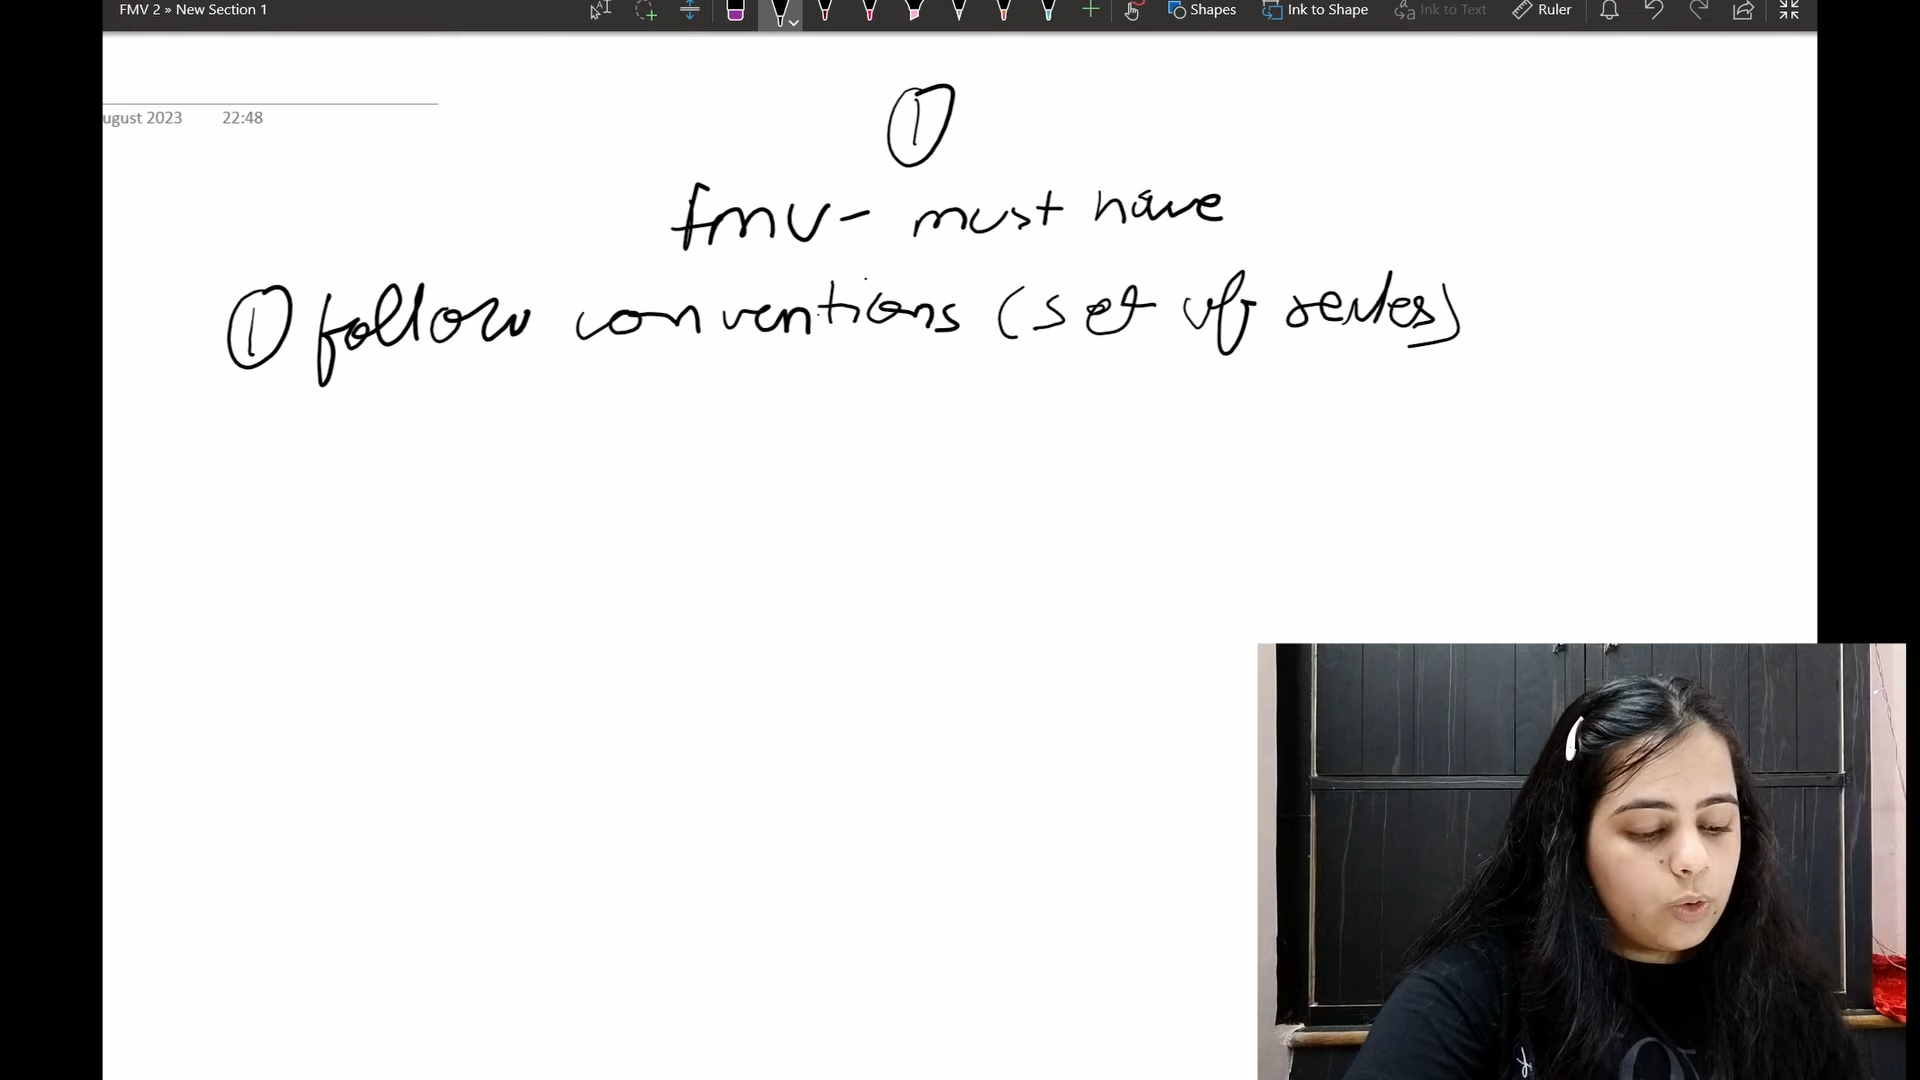 FMV 2 » New Section 1
Shapes Ink to Shape Ink to Text Ruler
ugust 2023 22:48
①
fmv - must have
① follow conventions (set of rules)